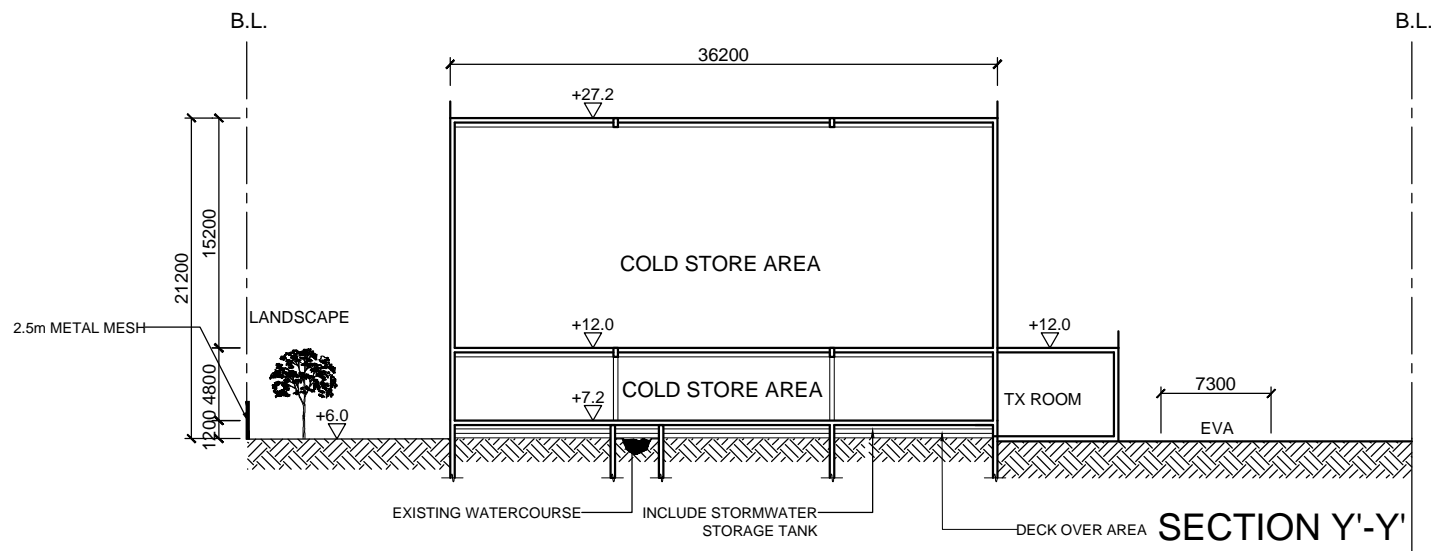 B.L.
B.L.
36200
+27.2
21200
15200
COLD STORE AREA
LANDSCAPE
2.5m METAL MESH
+12.0
+12.0
4800
COLD STORE AREA
TX ROOM
7300
+7.2
1200
+6.0
EVA
EXISTING WATERCOURSE
INCLUDE STORMWATER
STORAGE TANK
DECK OVER AREA
SECTION Y'-Y'